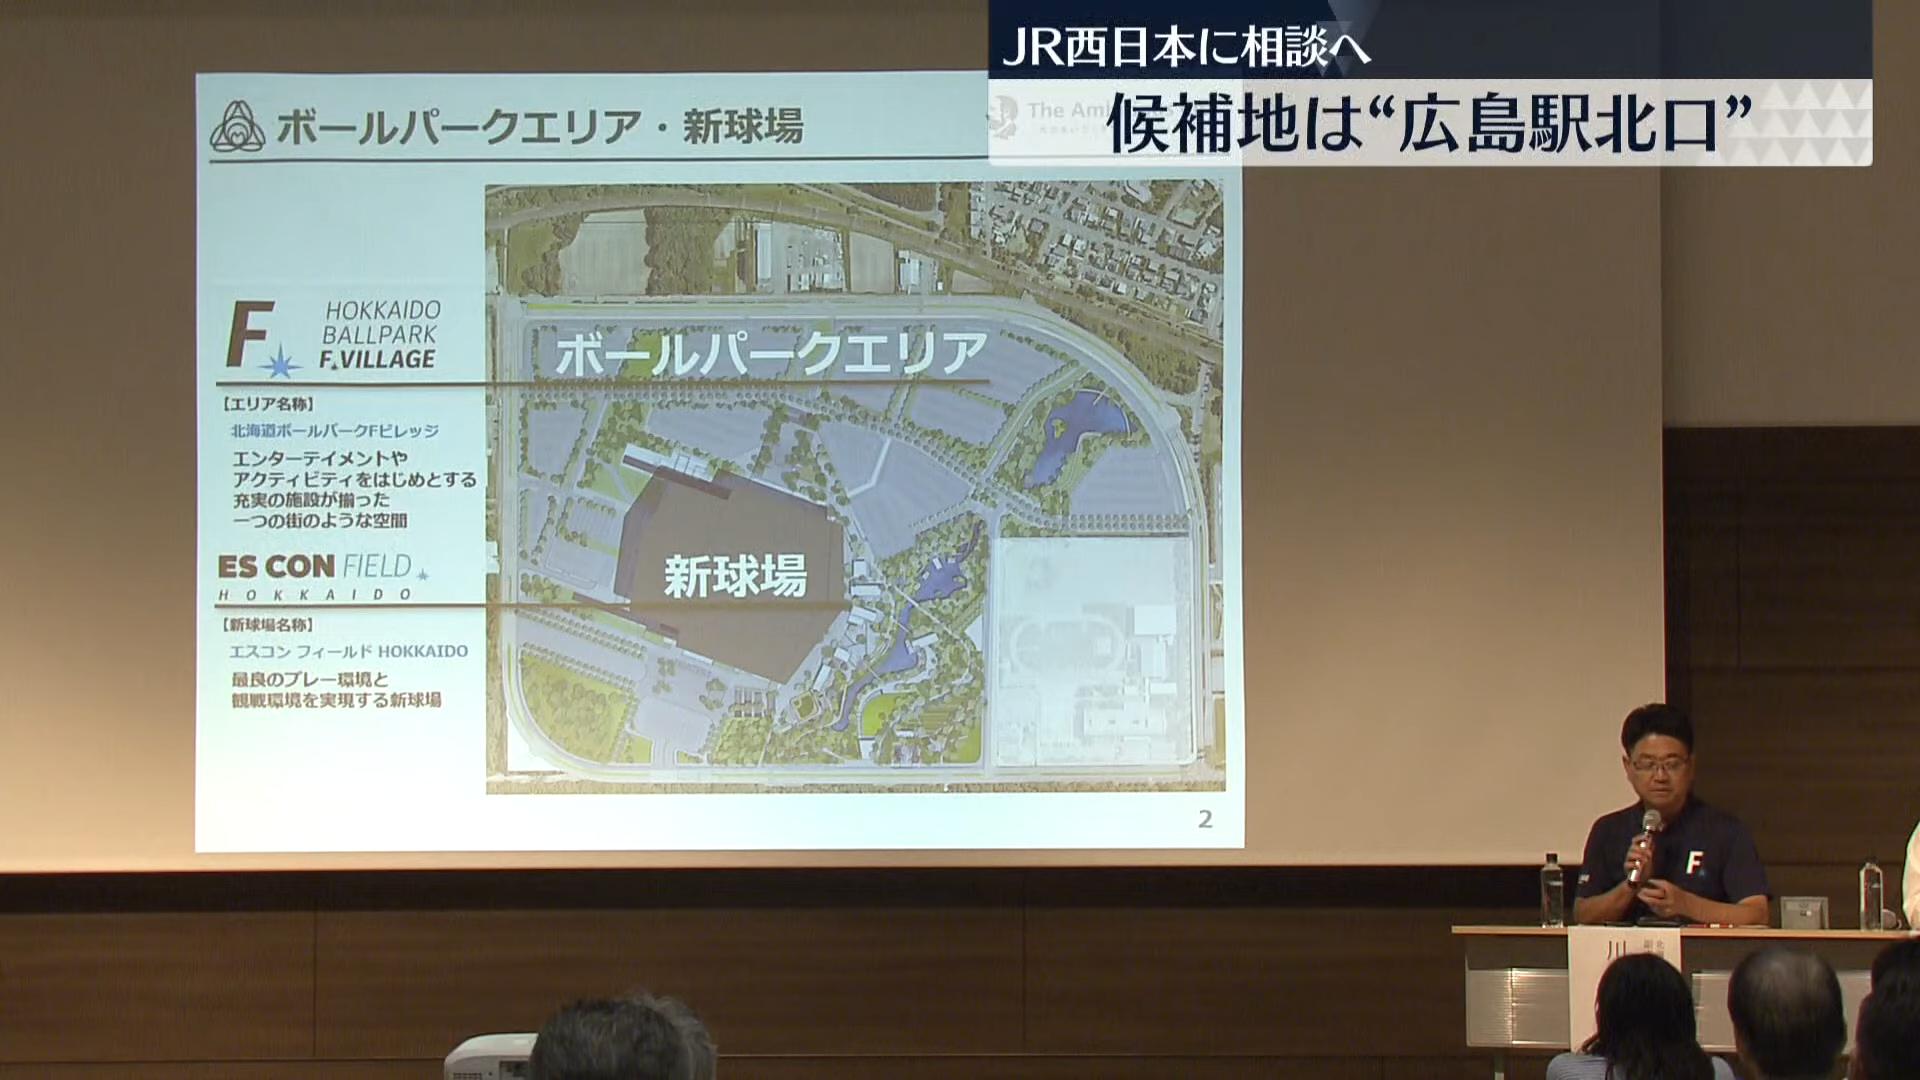 JR西日本に相談へ
候補地は“広島駅北口”
ボールパークエリア・新球場
The Am
F
HOKKAIDO
BALLPARK
F.VILLAGE
【エリア名称】
北海道ボールパークFビレッジ
エンターテイメントや
アクティビティをはじめとする
充実の施設が揃った
一つの街のような空間
ES CON FIELD
HOKKAIDO
【新球場名称】
エスコン フィールド HOKKAIDO
最良のプレー環境と
観戦環境を実現する新球場
ボールパークエリア
新球場
2
F
川